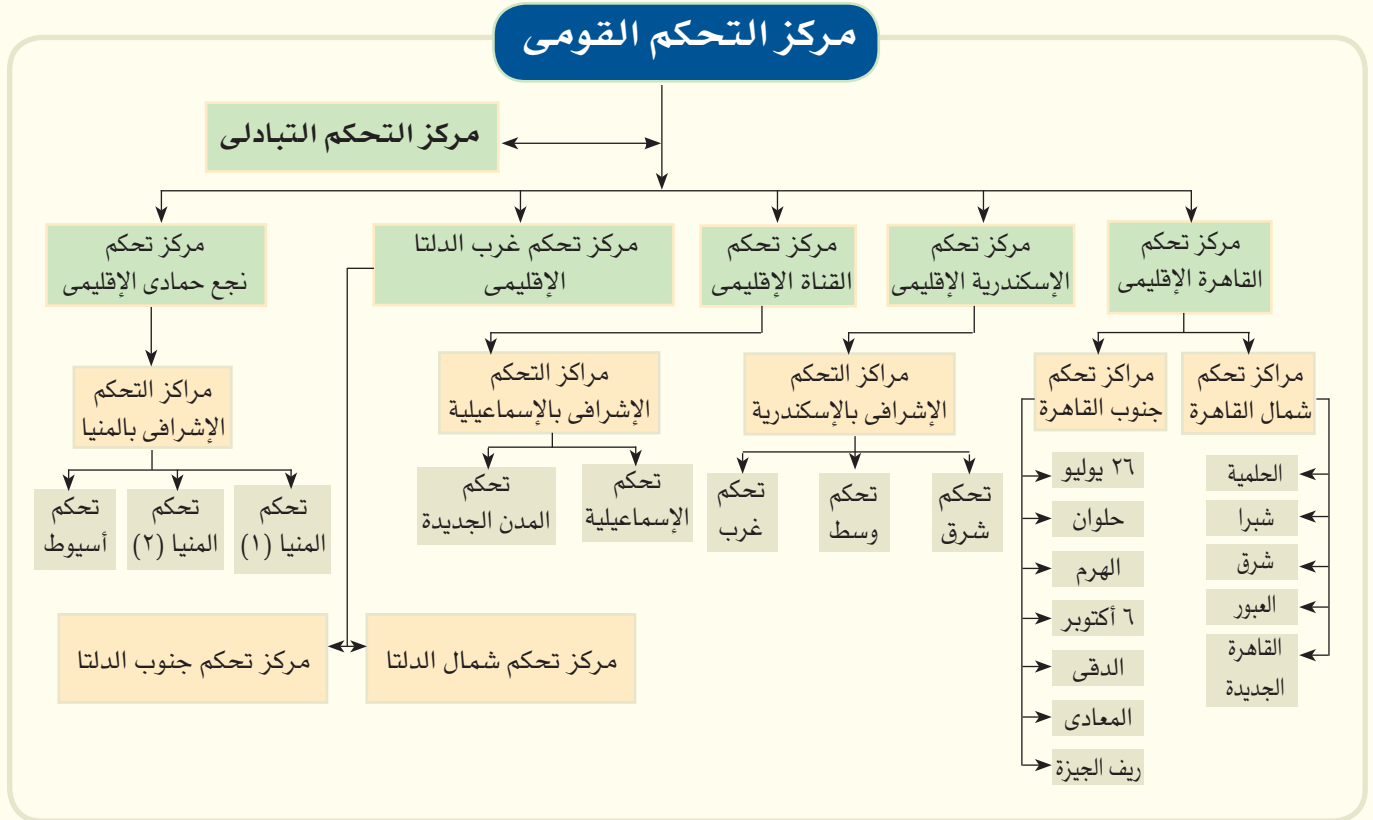 مركز التحكم القومى
مركز التحكم التبادلى
مركز تحكم
القاهرة الإقليمى
مركز تحكم
الإسكندرية الإقليمى
مركز تحكم
القناة الإقليمى
مركز تحكم غرب الدلتا
الإقليمى
مركز تحكم
نجع حمادى الإقليمى
مراكز تحكم
شمال القاهرة
مراكز تحكم
جنوب القاهرة
مراكز التحكم
الإشرافى بالإسكندرية
مراكز التحكم
الإشرافى بالإسماعيلية
مراكز التحكم
الإشرافى بالمنيا
الحلمية
شبرا
شرق
العبور
القاهرة
الجديدة
٢٦ يوليو
حلوان
الهرم
٦ أكتوبر
الدقى
المعادى
ريف الجيزة
تحكم
شرق
تحكم
وسط
تحكم
غرب
تحكم
الإسماعيلية
تحكم
المدن الجديدة
تحكم
المنيا (١)
تحكم
المنيا (٢)
تحكم
أسيوط
مركز تحكم شمال الدلتا
مركز تحكم جنوب الدلتا